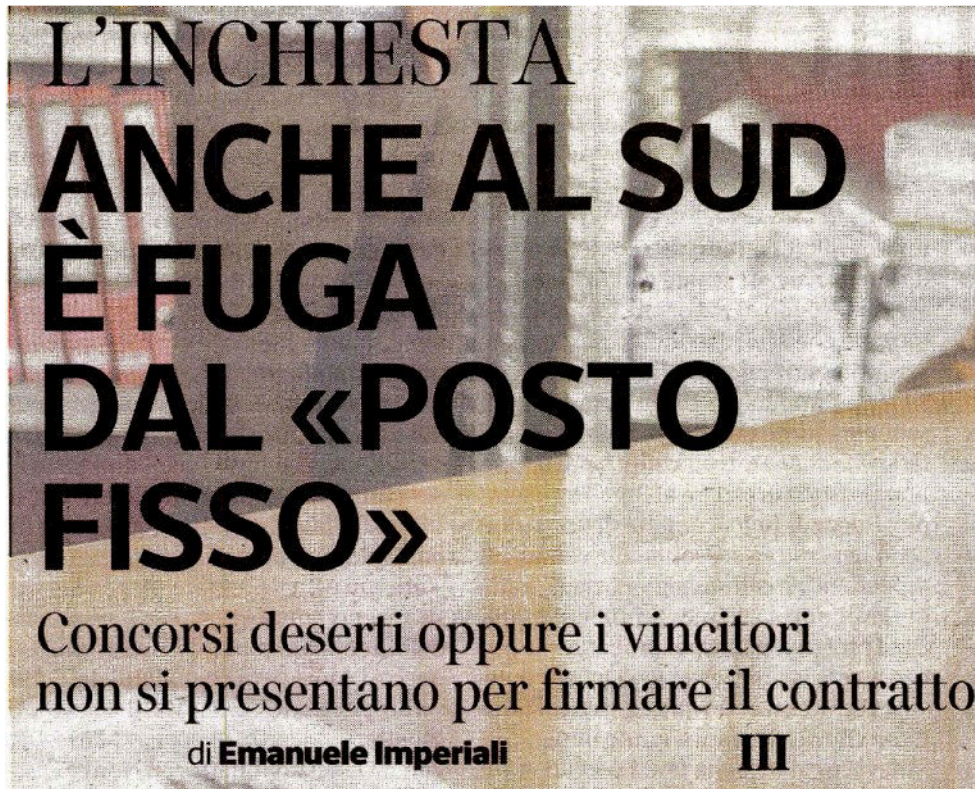 L'INCHIESTA
ANCHE AL SUD
È FUGA
DAL «POSTO
FISSO»
Concorsi deserti oppure i vincitori
non si presentano per firmare il contratto
di Emanuele Imperiali III